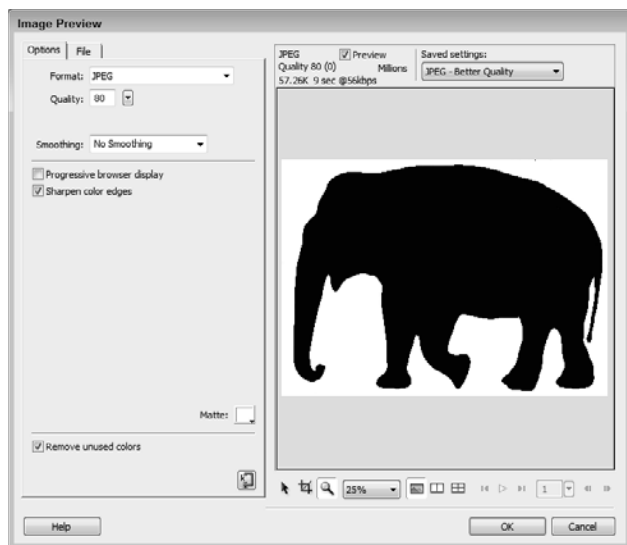 Image Preview
Options File
Format: JPEG
Quality: 80
Smoothing: No Smoothing
Progressive browser display
Sharpen color edges
Matte:
Remove unused colors
JPEG Preview
Quality 80 (0) Millions
57.26K 9 sec @56kbps
Saved settings:
JPEG - Better Quality
25% 1
Help OK Cancel